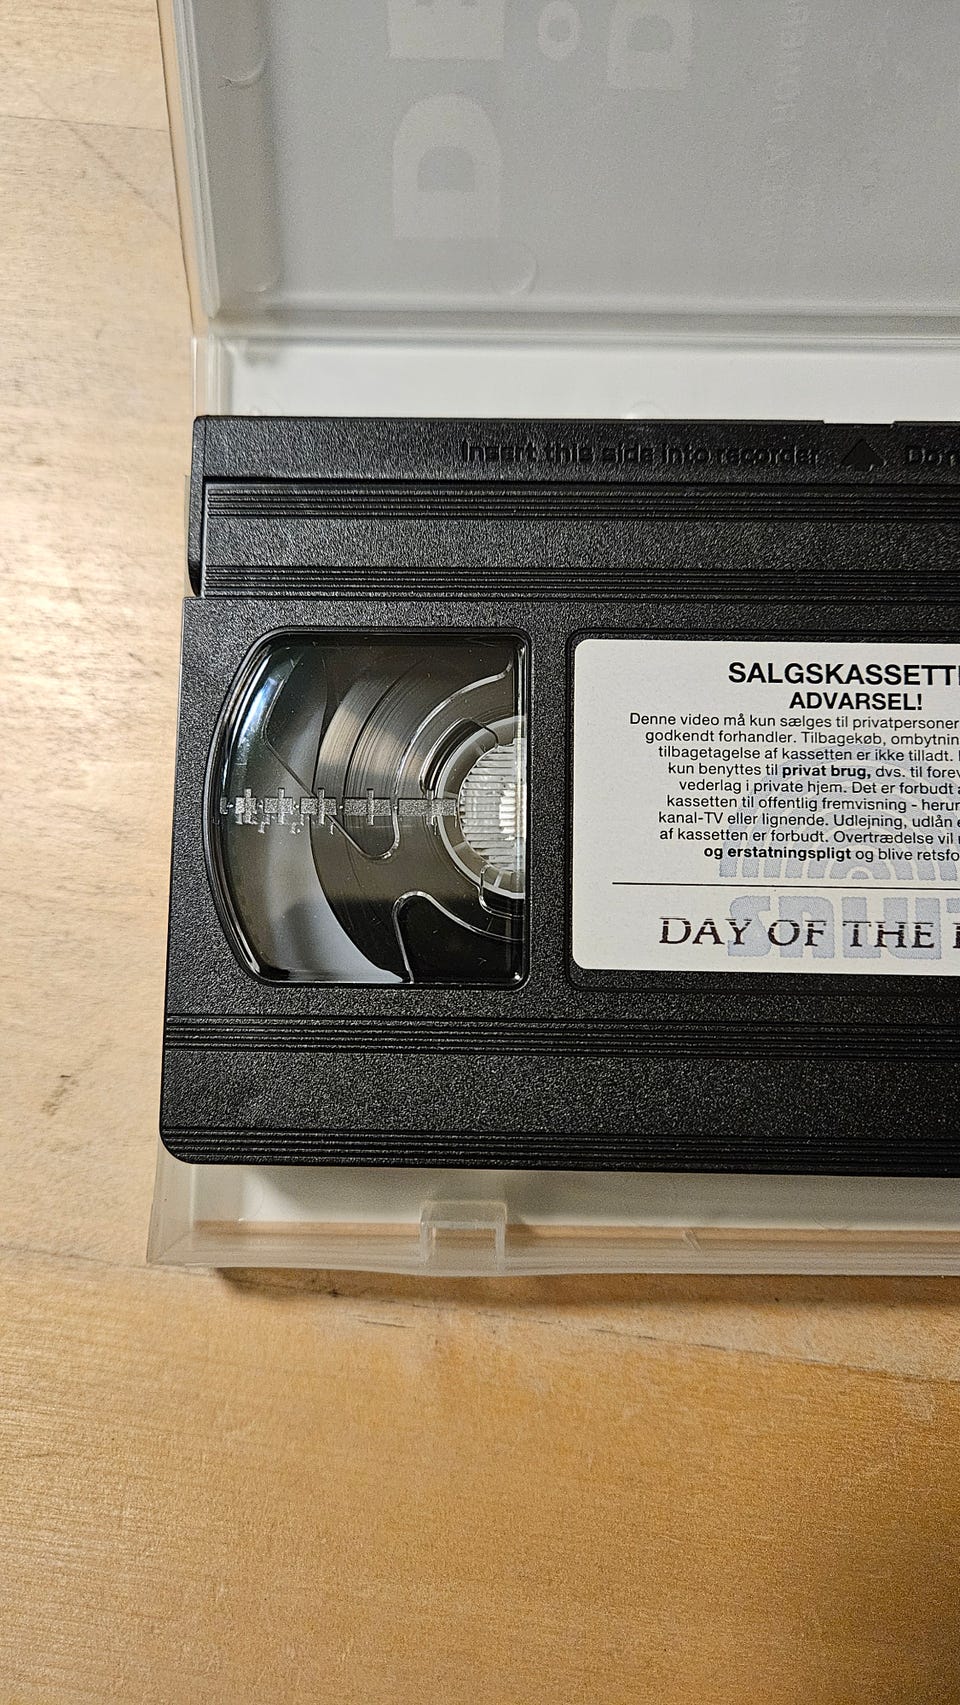 Insert this side into recorder
SALGSKASSETTE
ADVARSEL!
Denne video må kun sælges til privatpersoner
godkendt forhandler. Tilbagekøb, ombytnin
tilbagetagelse af kassetten er ikke tilladt.
kun benyttes til privat brug, dvs. til forev
vederlag i private hjem. Det er forbudt a
kassetten til offentlig fremvisning - herun
kanal-TV eller lignende. Udlejning, udlån e
af kassetten er forbudt. Overtrædelse vil
og erstatningspligt og blive retsfo
DAY OF THE